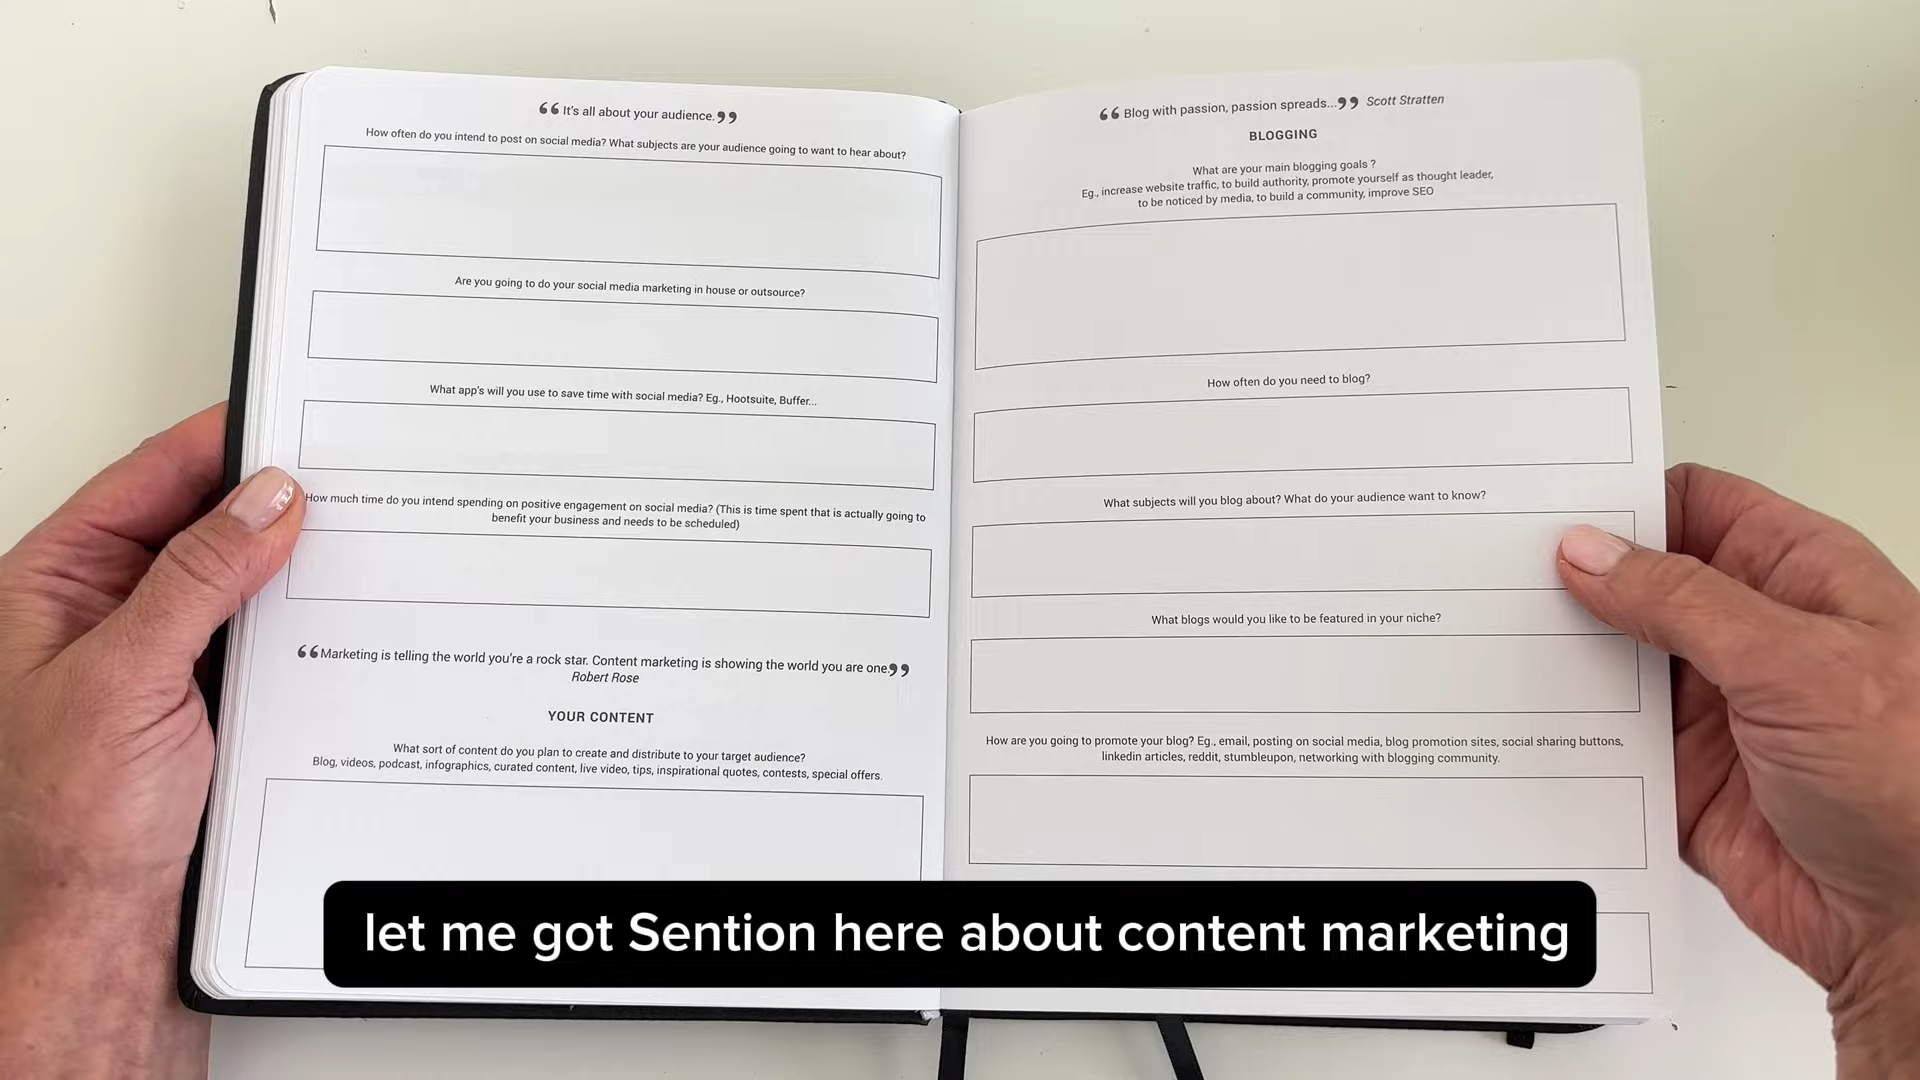 ❝ It's all about your audience. ❞
How often do you intend to post on social media? What subjects are your audience going to want to hear about?
Are you going to do your social media marketing in house or outsource?
What app's will you use to save time with social media? Eg., Hootsuite, Buffer...
How much time do you intend spending on positive engagement on social media? (This is time spent that is actually going to
benefit your business and needs to be scheduled)
❝ Marketing is telling the world you're a rock star. Content marketing is showing the world you are one ❞
Robert Rose
YOUR CONTENT
What sort of content do you plan to create and distribute to your target audience?
Blog, videos, podcast, infographics, curated content, live video, tips, inspirational quotes, contests, special offers.
❝ Blog with passion, passion spreads... ❞ Scott Stratten
BLOGGING
What are your main blogging goals ?
Eg., increase website traffic, to build authority, promote yourself as thought leader,
to be noticed by media, to build a community, improve SEO
How often do you need to blog?
What subjects will you blog about? What do your audience want to know?
What blogs would you like to be featured in your niche?
How are you going to promote your blog? Eg., email, posting on social media, blog promotion sites, social sharing buttons,
linkedin articles, reddit, stumbleupon, networking with blogging community.
let me got Sention here about content marketing